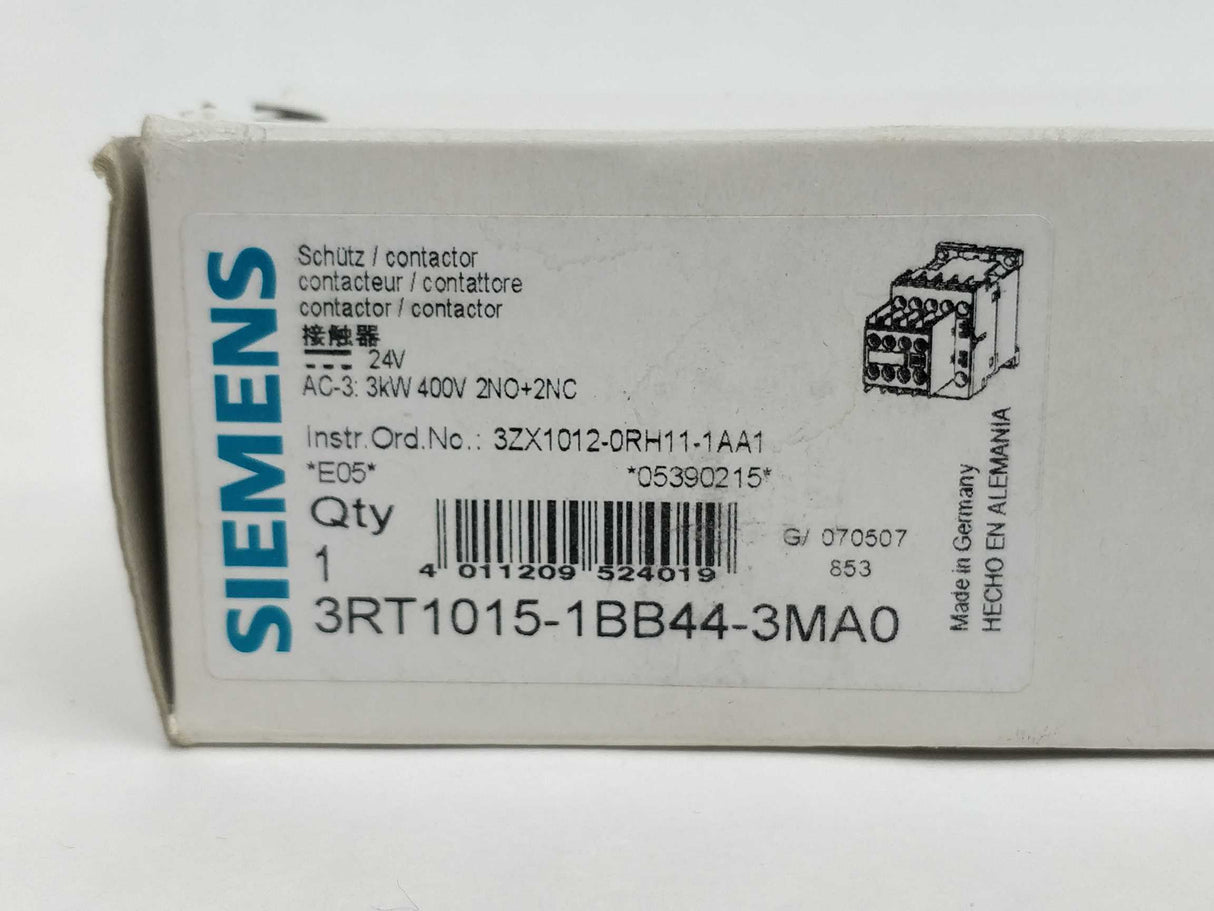 SIEMENS
Schütz / contactor
contacteur / contattore
contactor / contactor
接触器
24V
AC-3: 3kW 400V 2NO+2NC
Instr.Ord.No.: 3ZX1012-0RH11-1AA1
*E05* *05390215*
Qty
1
4 011209 524019
G/ 070507
853
3RT1015-1BB44-3MA0
Made in Germany
HECHO EN ALEMANIA